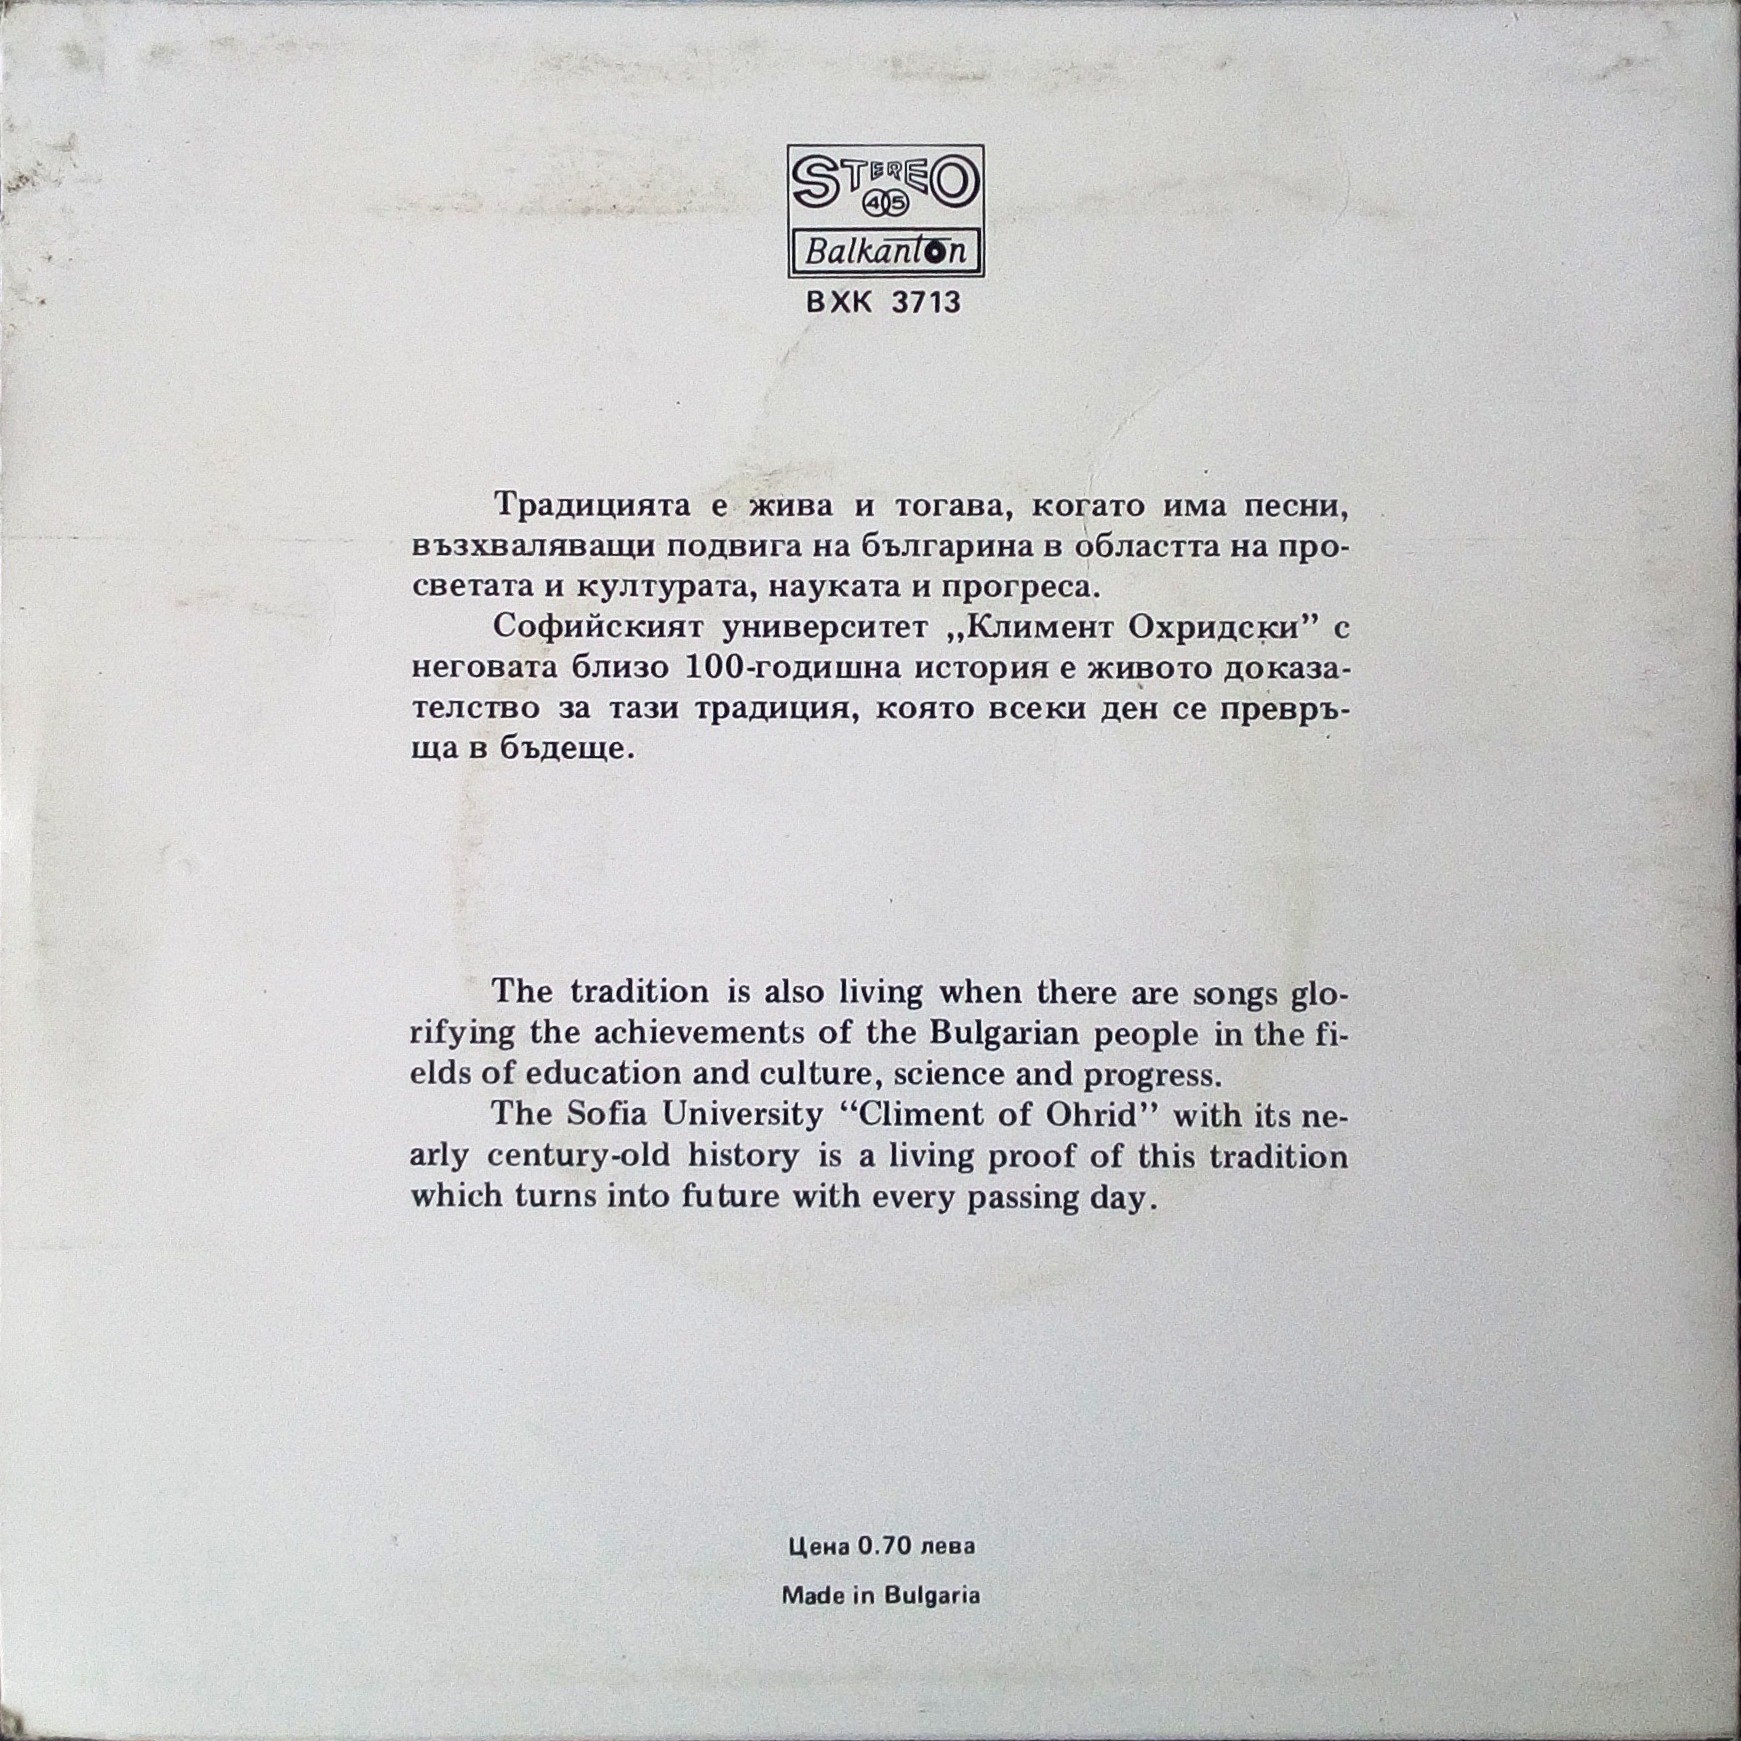 STEREO
45
Balkanton
ВХК 3713
Традицията е жива и тогава, когато има песни,
възхваляващи подвига на българина в областта на про-
светата и културата, науката и прогреса.
Софийският университет „Климент Охридски” с
неговата близо 100-годишна история е живото доказа-
телство за тази традиция, която всеки ден се превръ-
ща в бъдеще.
The tradition is also living when there are songs glo-
rifying the achievements of the Bulgarian people in the fi-
elds of education and culture, science and progress.
The Sofia University “Climent of Ohrid” with its ne-
arly century-old history is a living proof of this tradition
which turns into future with every passing day.
Цена 0.70 лева
Made in Bulgaria